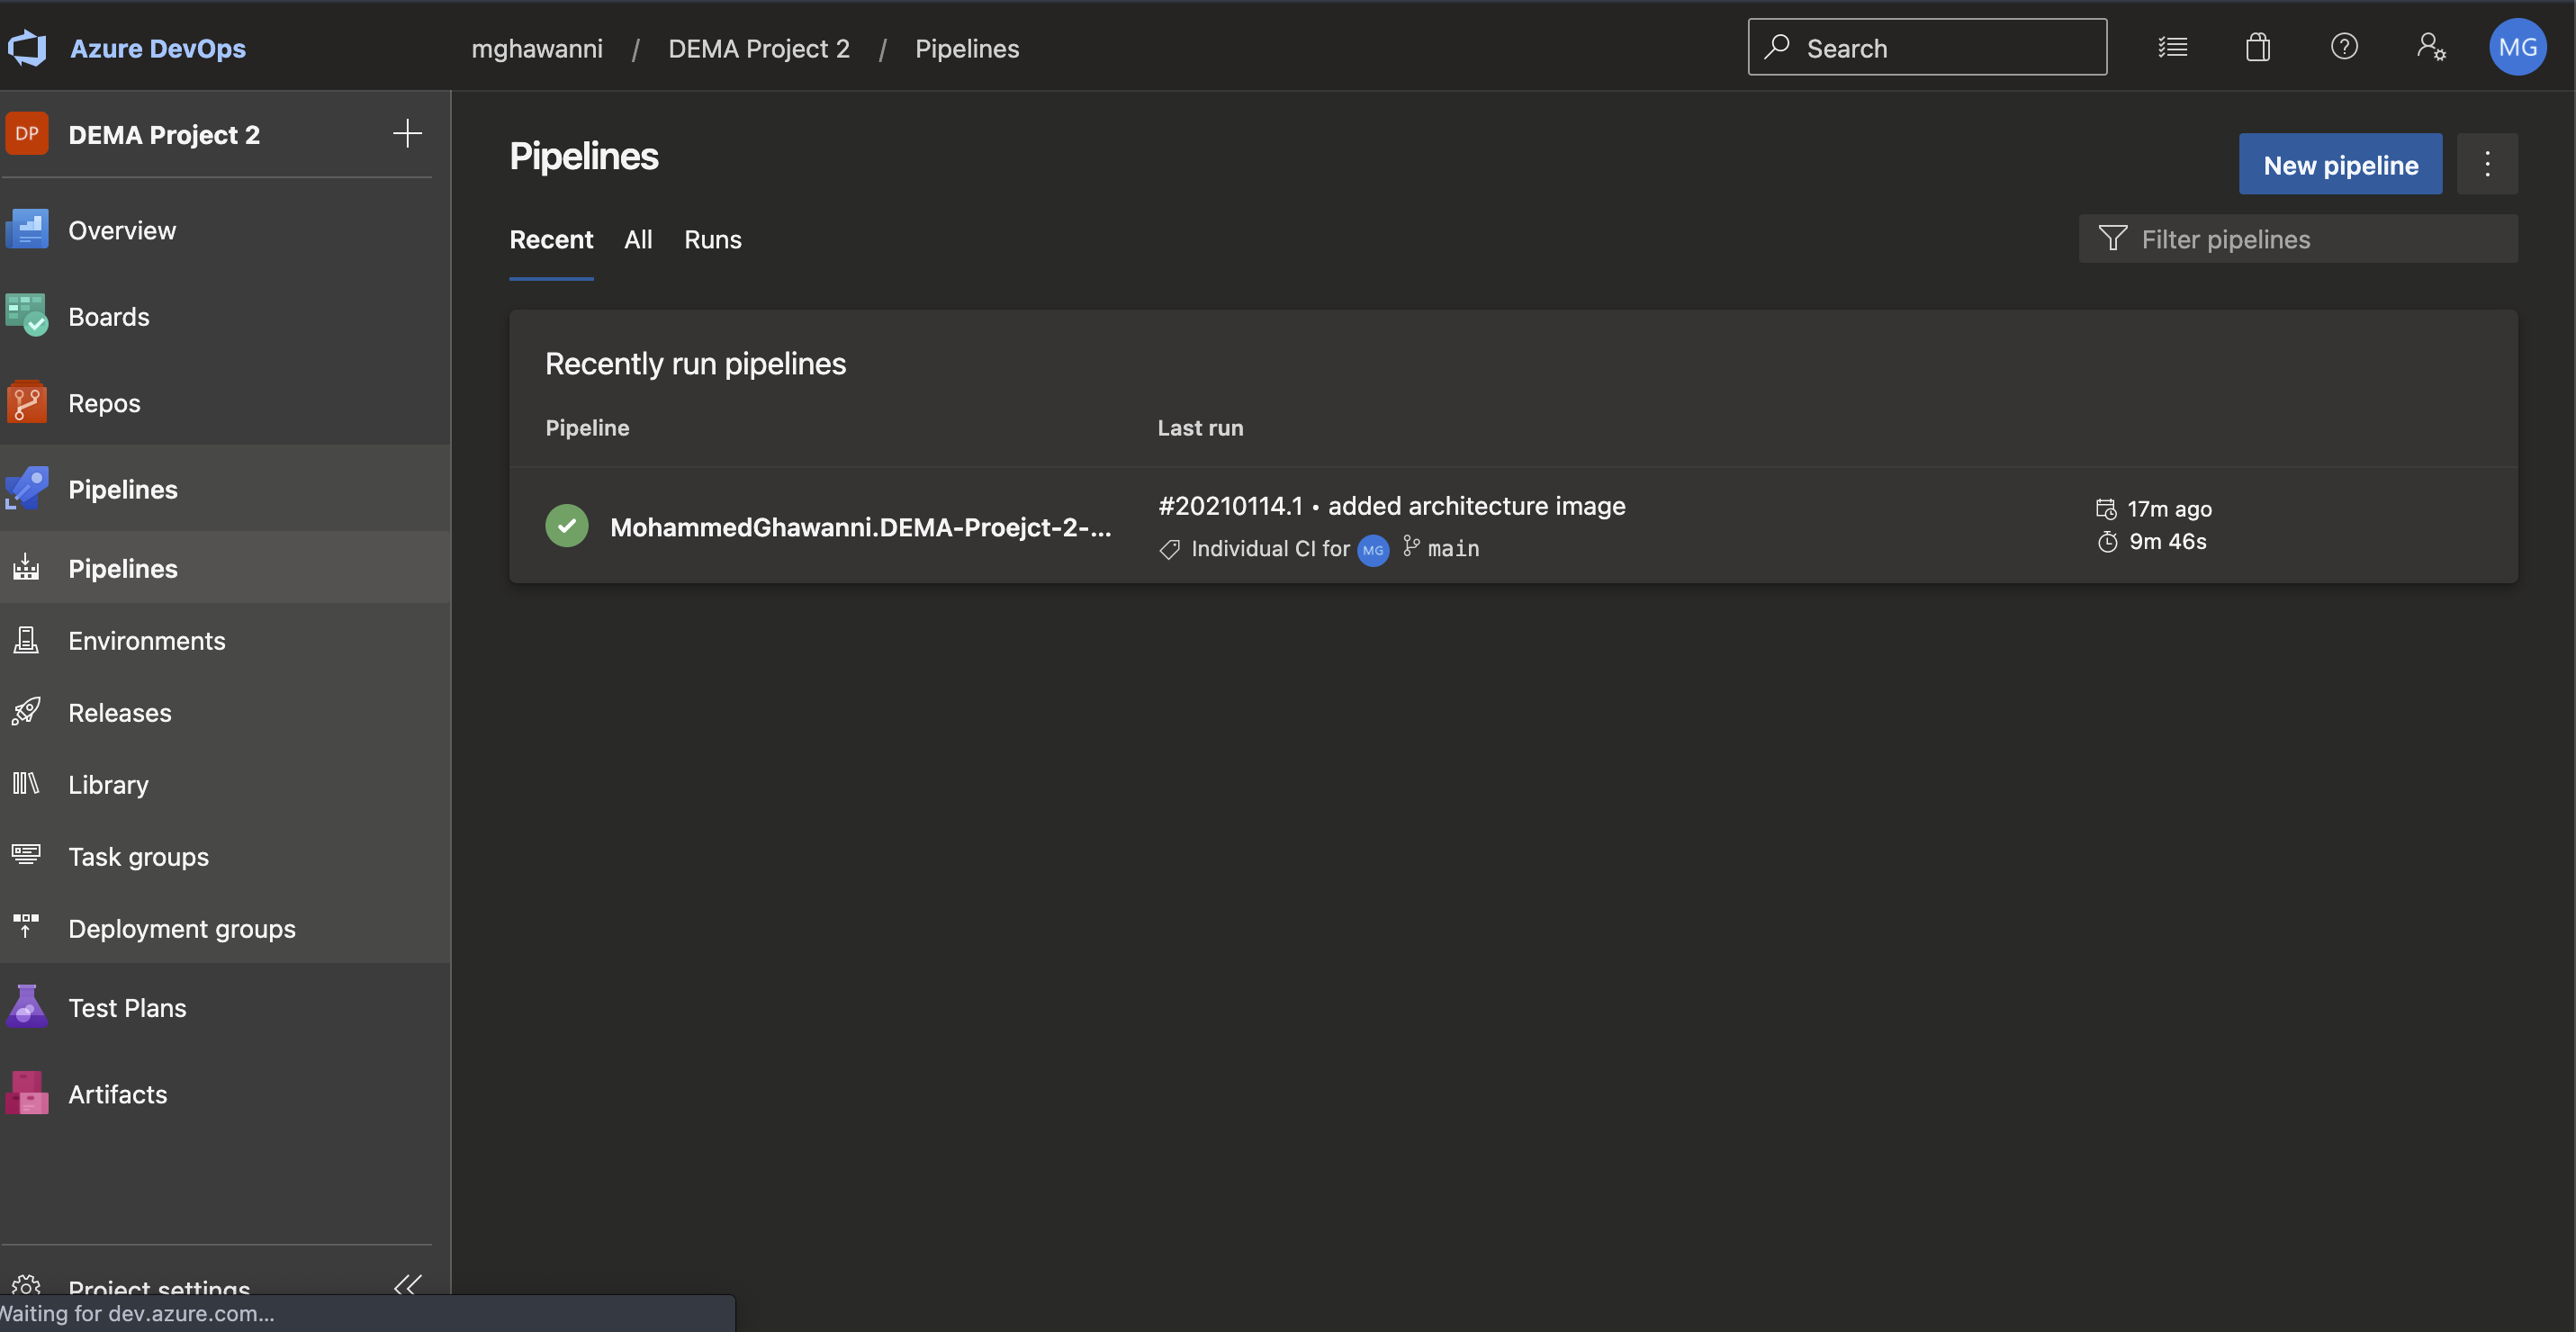 Azure DevOps
mghawanni / DEMA Project 2 / Pipelines
Search
MG
DP
DEMA Project 2
Overview
Boards
Repos
Pipelines
Pipelines
Environments
Releases
Library
Task groups
Deployment groups
Test Plans
Artifacts
Project settings
Waiting for dev.azure.com...
Pipelines
New pipeline
Recent All Runs
Filter pipelines
Recently run pipelines
Pipeline Last run
MohammedGhawanni.DEMA-Proejct-2-...
#20210114.1 • added architecture image
Individual CI for MG main
17m ago
9m 46s